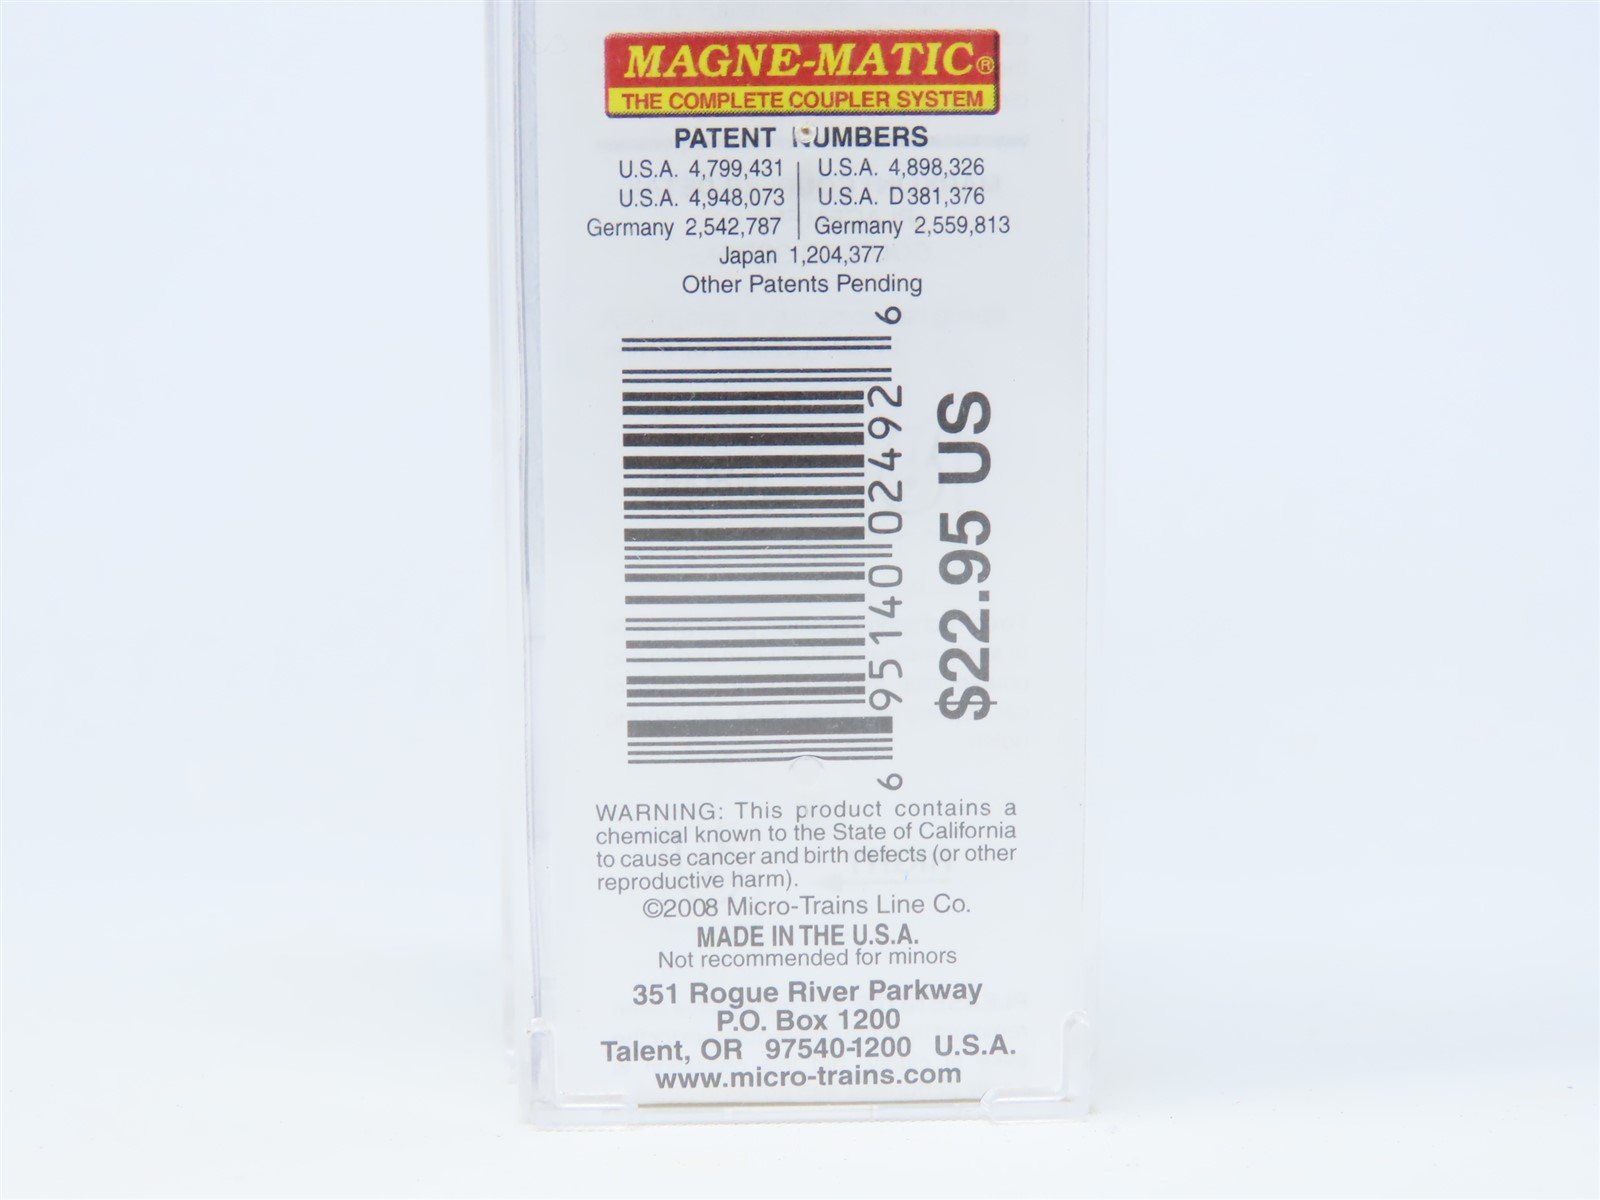 MAGNE-MATIC®
THE COMPLETE COUPLER SYSTEM
PATENT NUMBERS
U.S.A. 4,799,431 | U.S.A. 4,898,326
U.S.A. 4,948,073 | U.S.A. D381,376
Germany 2,542,787 | Germany 2,559,813
Japan 1,204,377
Other Patents Pending
6 95140 02492 6
$22.95 US
WARNING: This product contains a
chemical known to the State of California
to cause cancer and birth defects (or other
reproductive harm).
©2008 Micro-Trains Line Co.
MADE IN THE U.S.A.
Not recommended for minors
351 Rogue River Parkway
P.O. Box 1200
Talent, OR 97540-1200 U.S.A.
www.micro-trains.com